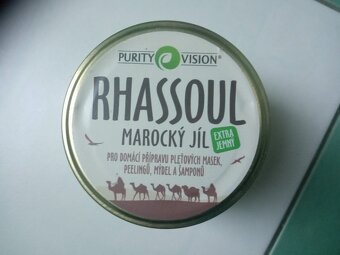 PURITY VISION®
RHASSOUL
MAROCKÝ JÍL
EXTRA
JEMNÝ
PRO DOMÁCÍ PŘÍPRAVU PLEŤOVÝCH MASEK,
PEELINGŮ, MÝDEL A ŠAMPONŮ